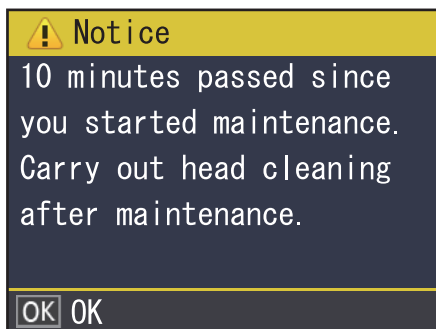 Notice
10 minutes passed since
you started maintenance.
Carry out head cleaning
after maintenance.
OK OK